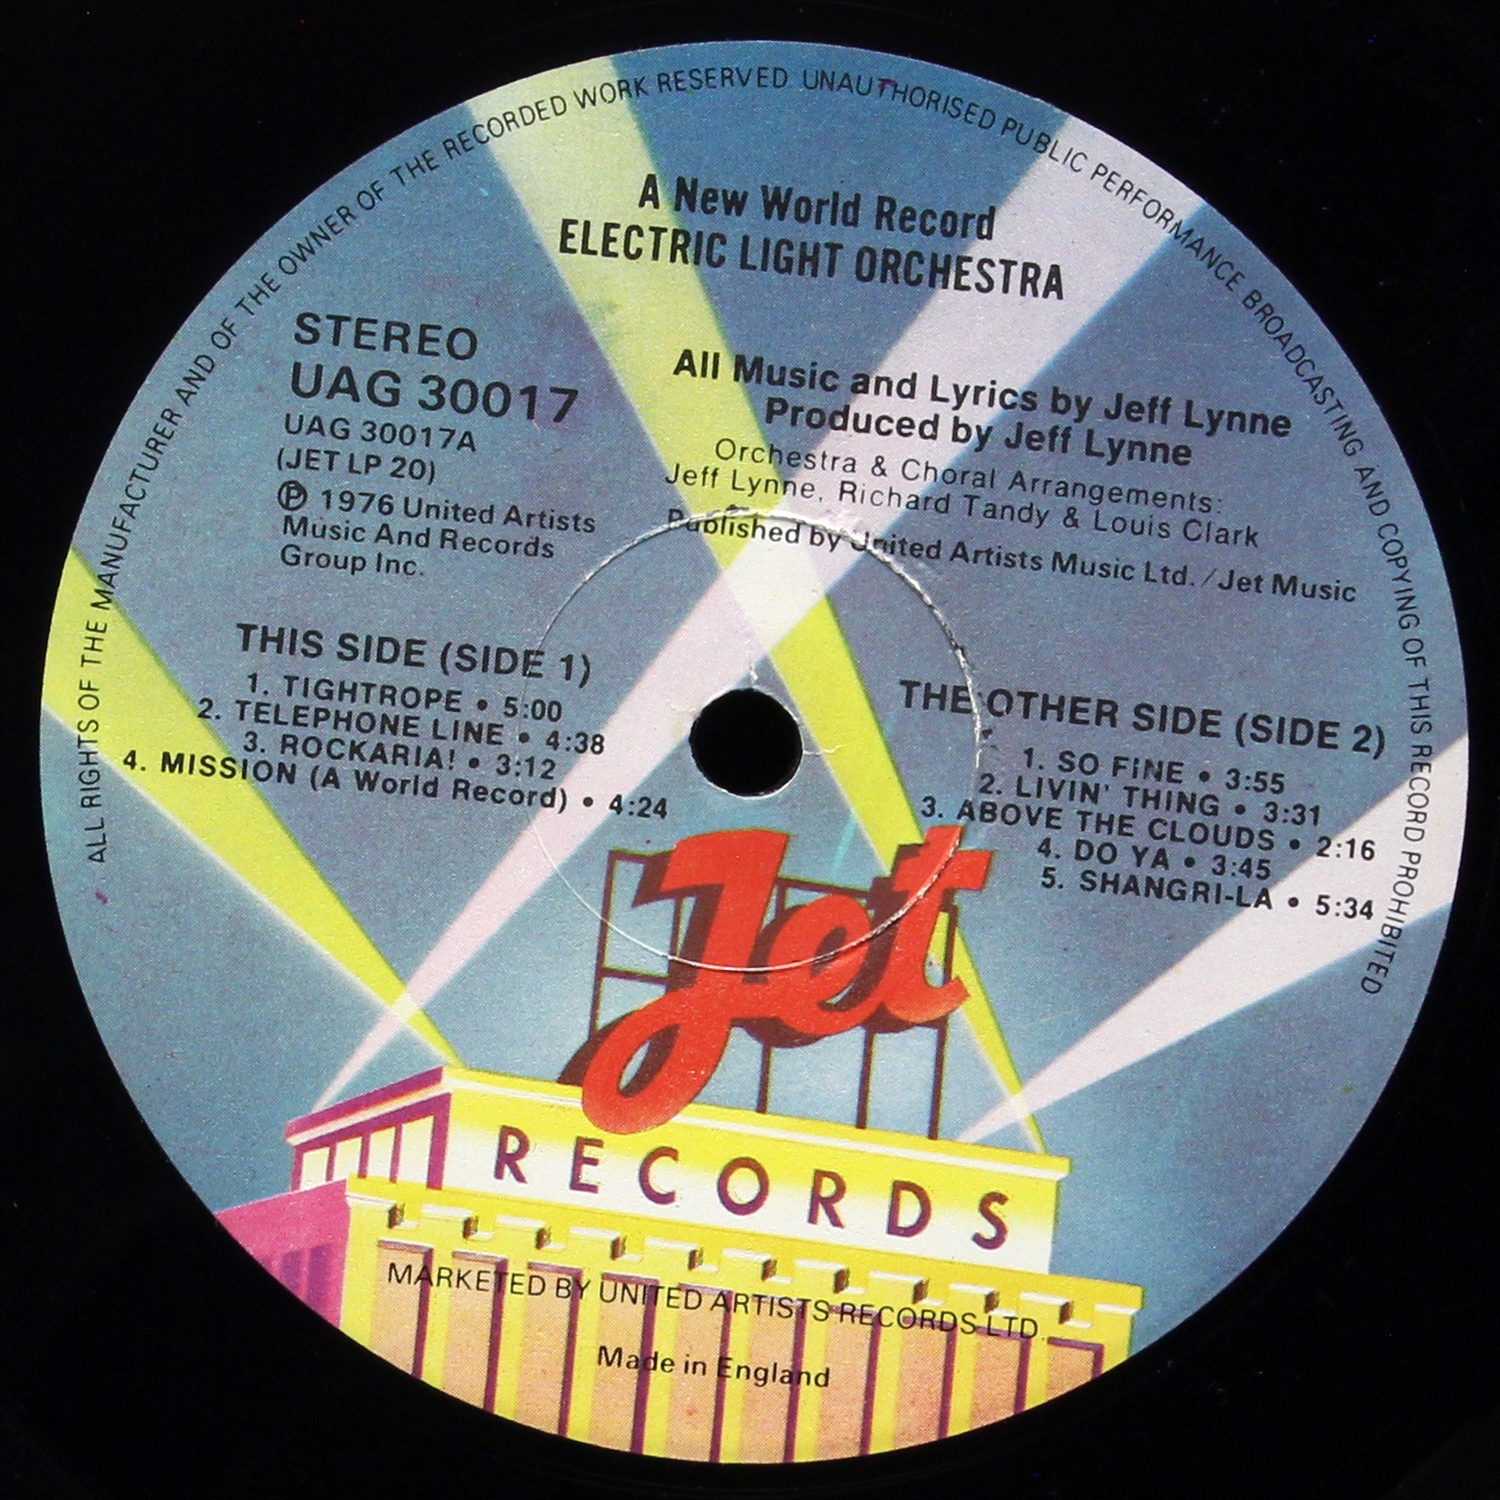 ALL RIGHTS OF THE MANUFACTURER AND OF THE OWNER OF THE RECORDED WORK RESERVED. UNAUTHORISED PUBLIC PERFORMANCE BROADCASTING AND COPYING OF THIS RECORD PROHIBITED
A New World Record
ELECTRIC LIGHT ORCHESTRA
STEREO
UAG 30017
UAG 30017A
(JET LP 20)
Ⓟ 1976 United Artists
Music And Records
Group Inc.
All Music and Lyrics by Jeff Lynne
Produced by Jeff Lynne
Orchestra & Choral Arrangements:
Jeff Lynne, Richard Tandy & Louis Clark
Published by United Artists Music Ltd./Jet Music
THIS SIDE (SIDE 1)
1. TIGHTROPE • 5:00
2. TELEPHONE LINE • 4:38
3. ROCKARIA! • 3:12
4. MISSION (A World Record) • 4:24
THE OTHER SIDE (SIDE 2)
1. SO FINE • 3:55
2. LIVIN' THING • 3:31
3. ABOVE THE CLOUDS • 2:16
4. DO YA • 3:45
5. SHANGRI-LA • 5:34
Jet
RECORDS
MARKETED BY UNITED ARTISTS RECORDS LTD.
Made in England